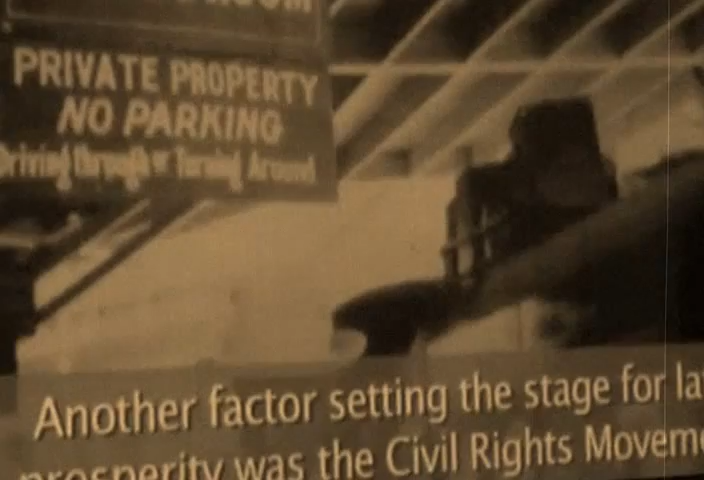 PRIVATE PROPERTY
NO PARKING
Driving through or Turning Around
Another factor setting the stage for la
prosperity was the Civil Rights Moveme